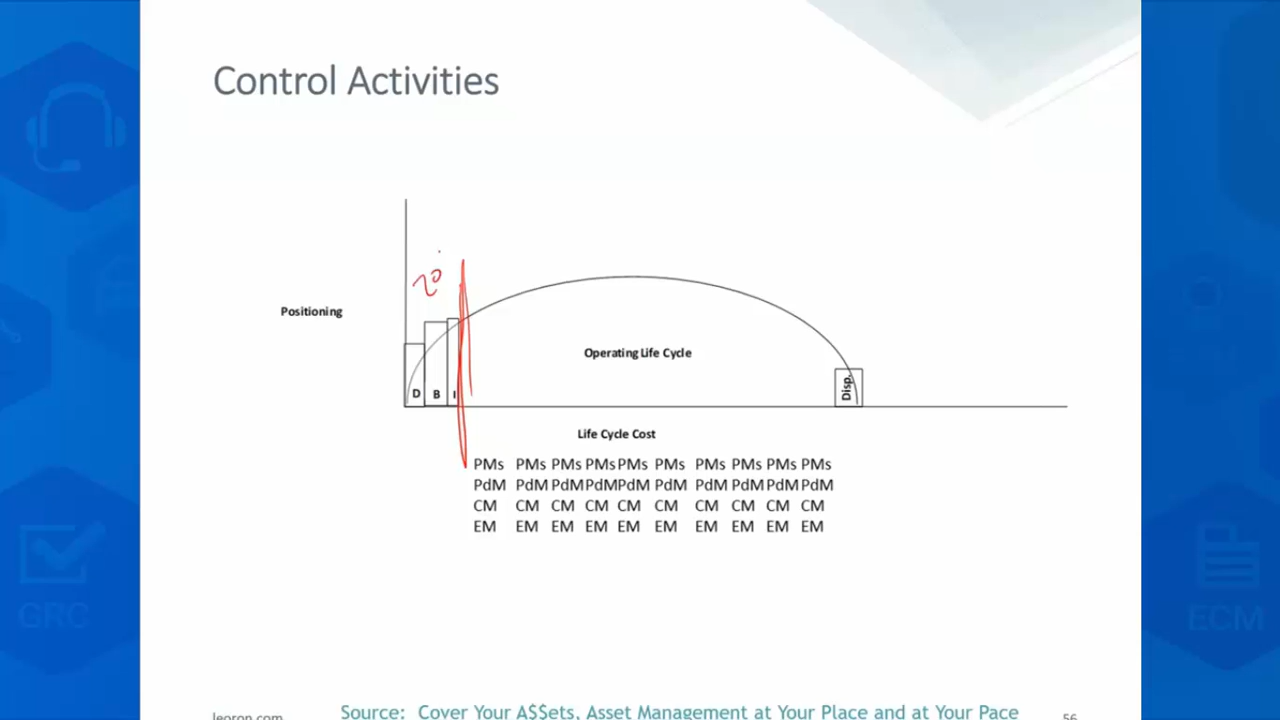 Control Activities
20
Positioning
Operating Life Cycle
D B I
Disp.
Life Cycle Cost
PMs PMs PMs PMs PMs PMs PMs PMs PMs PMs
PdM PdM PdM PdM PdM PdM PdM PdM PdM PdM
CM CM CM CM CM CM CM CM CM CM
EM EM EM EM EM EM EM EM EM EM
GRC
ECM
leoron.com
Source: Cover Your A$$ets, Asset Management at Your Place and at Your Pace
56